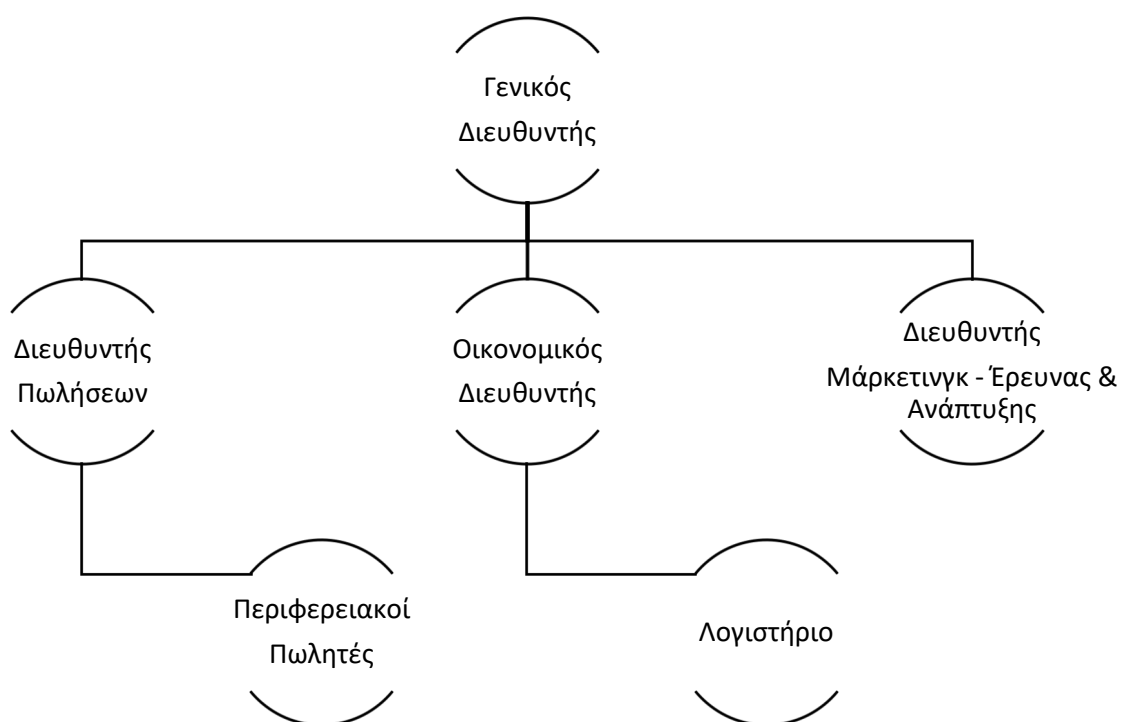 Γενικός
Διευθυντής
Διευθυντής
Πωλήσεων
Οικονομικός
Διευθυντής
Διευθυντής
Μάρκετινγκ - Έρευνας &
Ανάπτυξης
Περιφερειακοί
Πωλητές
Λογιστήριο